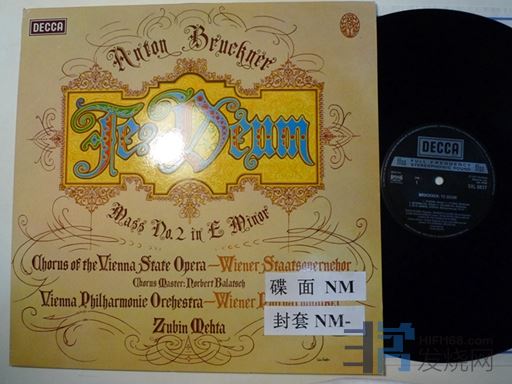 DECCA
Anton Bruckner
Te Deum
Mass No. 2 in E Minor
Chorus of the Vienna State Opera—Wiener Staatsopernchor
Chorus Master: Norbert Balatsch
Vienna Philharmonic Orchestra—Wiener
Zubin Mehta
碟 面 NM
封套 NM-
DECCA
FULL FREQUENCY
STEREOPHONIC SOUND
BRUCKNER: TE DEUM
HIFH68.COM
发烧网